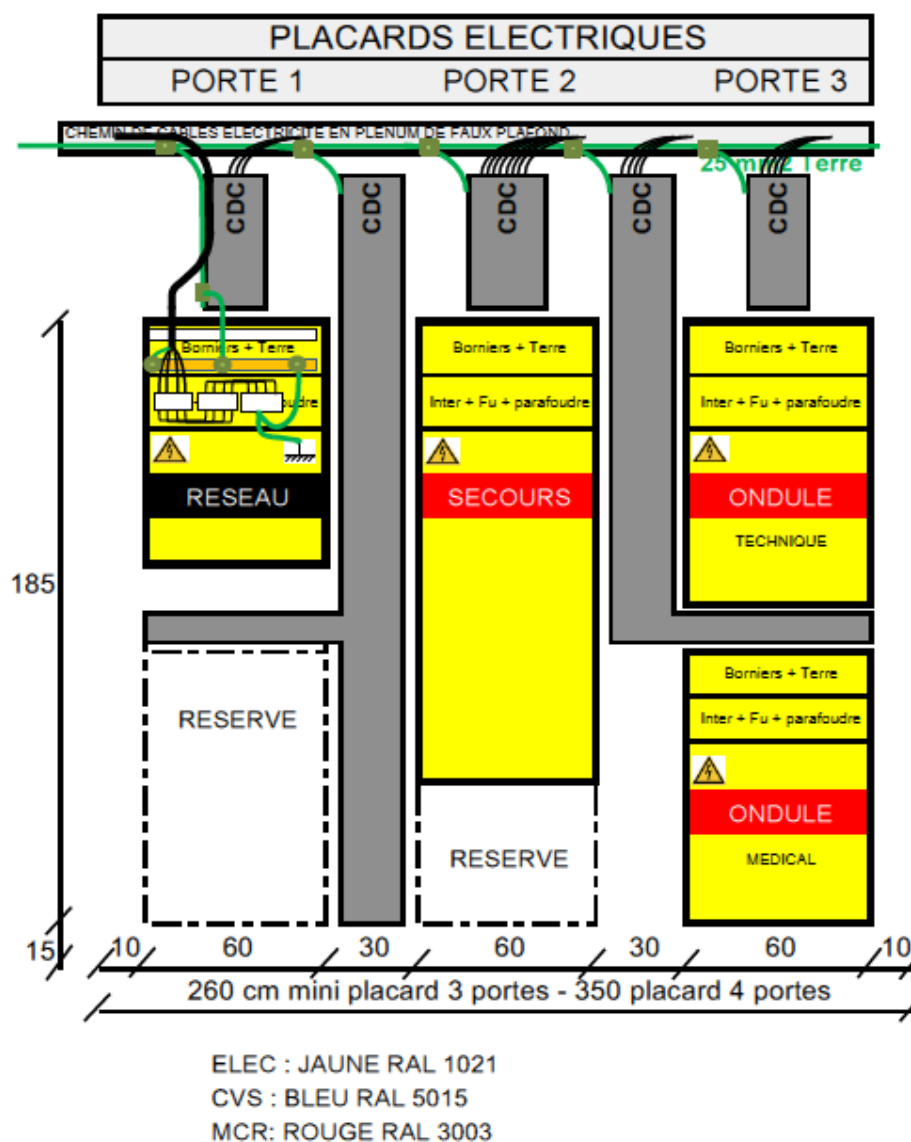 PLACARDS ELECTRIQUES
PORTE 1 PORTE 2 PORTE 3
CHEMIN DE CABLES ELECTRICITE EN PLENUM DE FAUX PLAFOND
25 mm2 Terre
CDC CDC CDC CDC CDC
Borniers + Terre Borniers + Terre Borniers + Terre
oudre Inter + Fu + parafoudre Inter + Fu + parafoudre
RESEAU SECOURS ONDULE
TECHNIQUE
185
Borniers + Terre
RESERVE Inter + Fu + parafoudre
ONDULE
RESERVE MEDICAL
15 10 60 30 60 30 60 10
260 cm mini placard 3 portes - 350 placard 4 portes
ELEC : JAUNE RAL 1021
CVS : BLEU RAL 5015
MCR: ROUGE RAL 3003